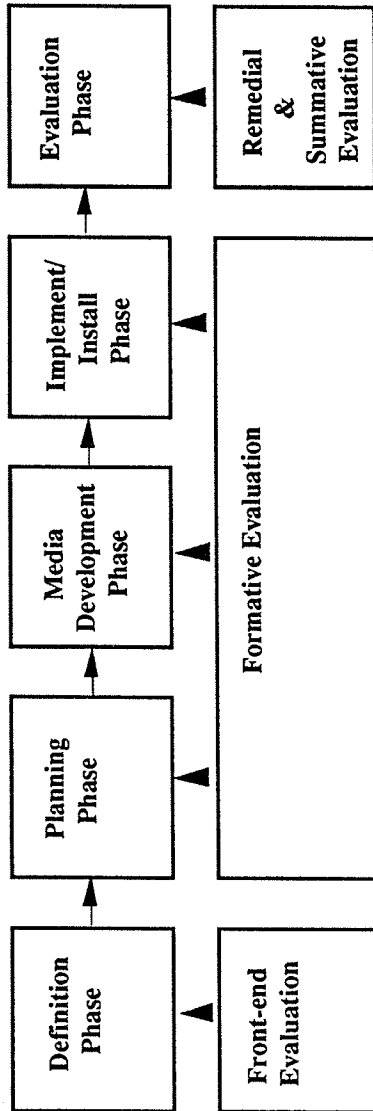 Definition
Phase
Planning
Phase
Media
Development
Phase
Implement/
Install
Phase
Evaluation
Phase
Front-end
Evaluation
Formative Evaluation
Remedial
&
Summative
Evaluation